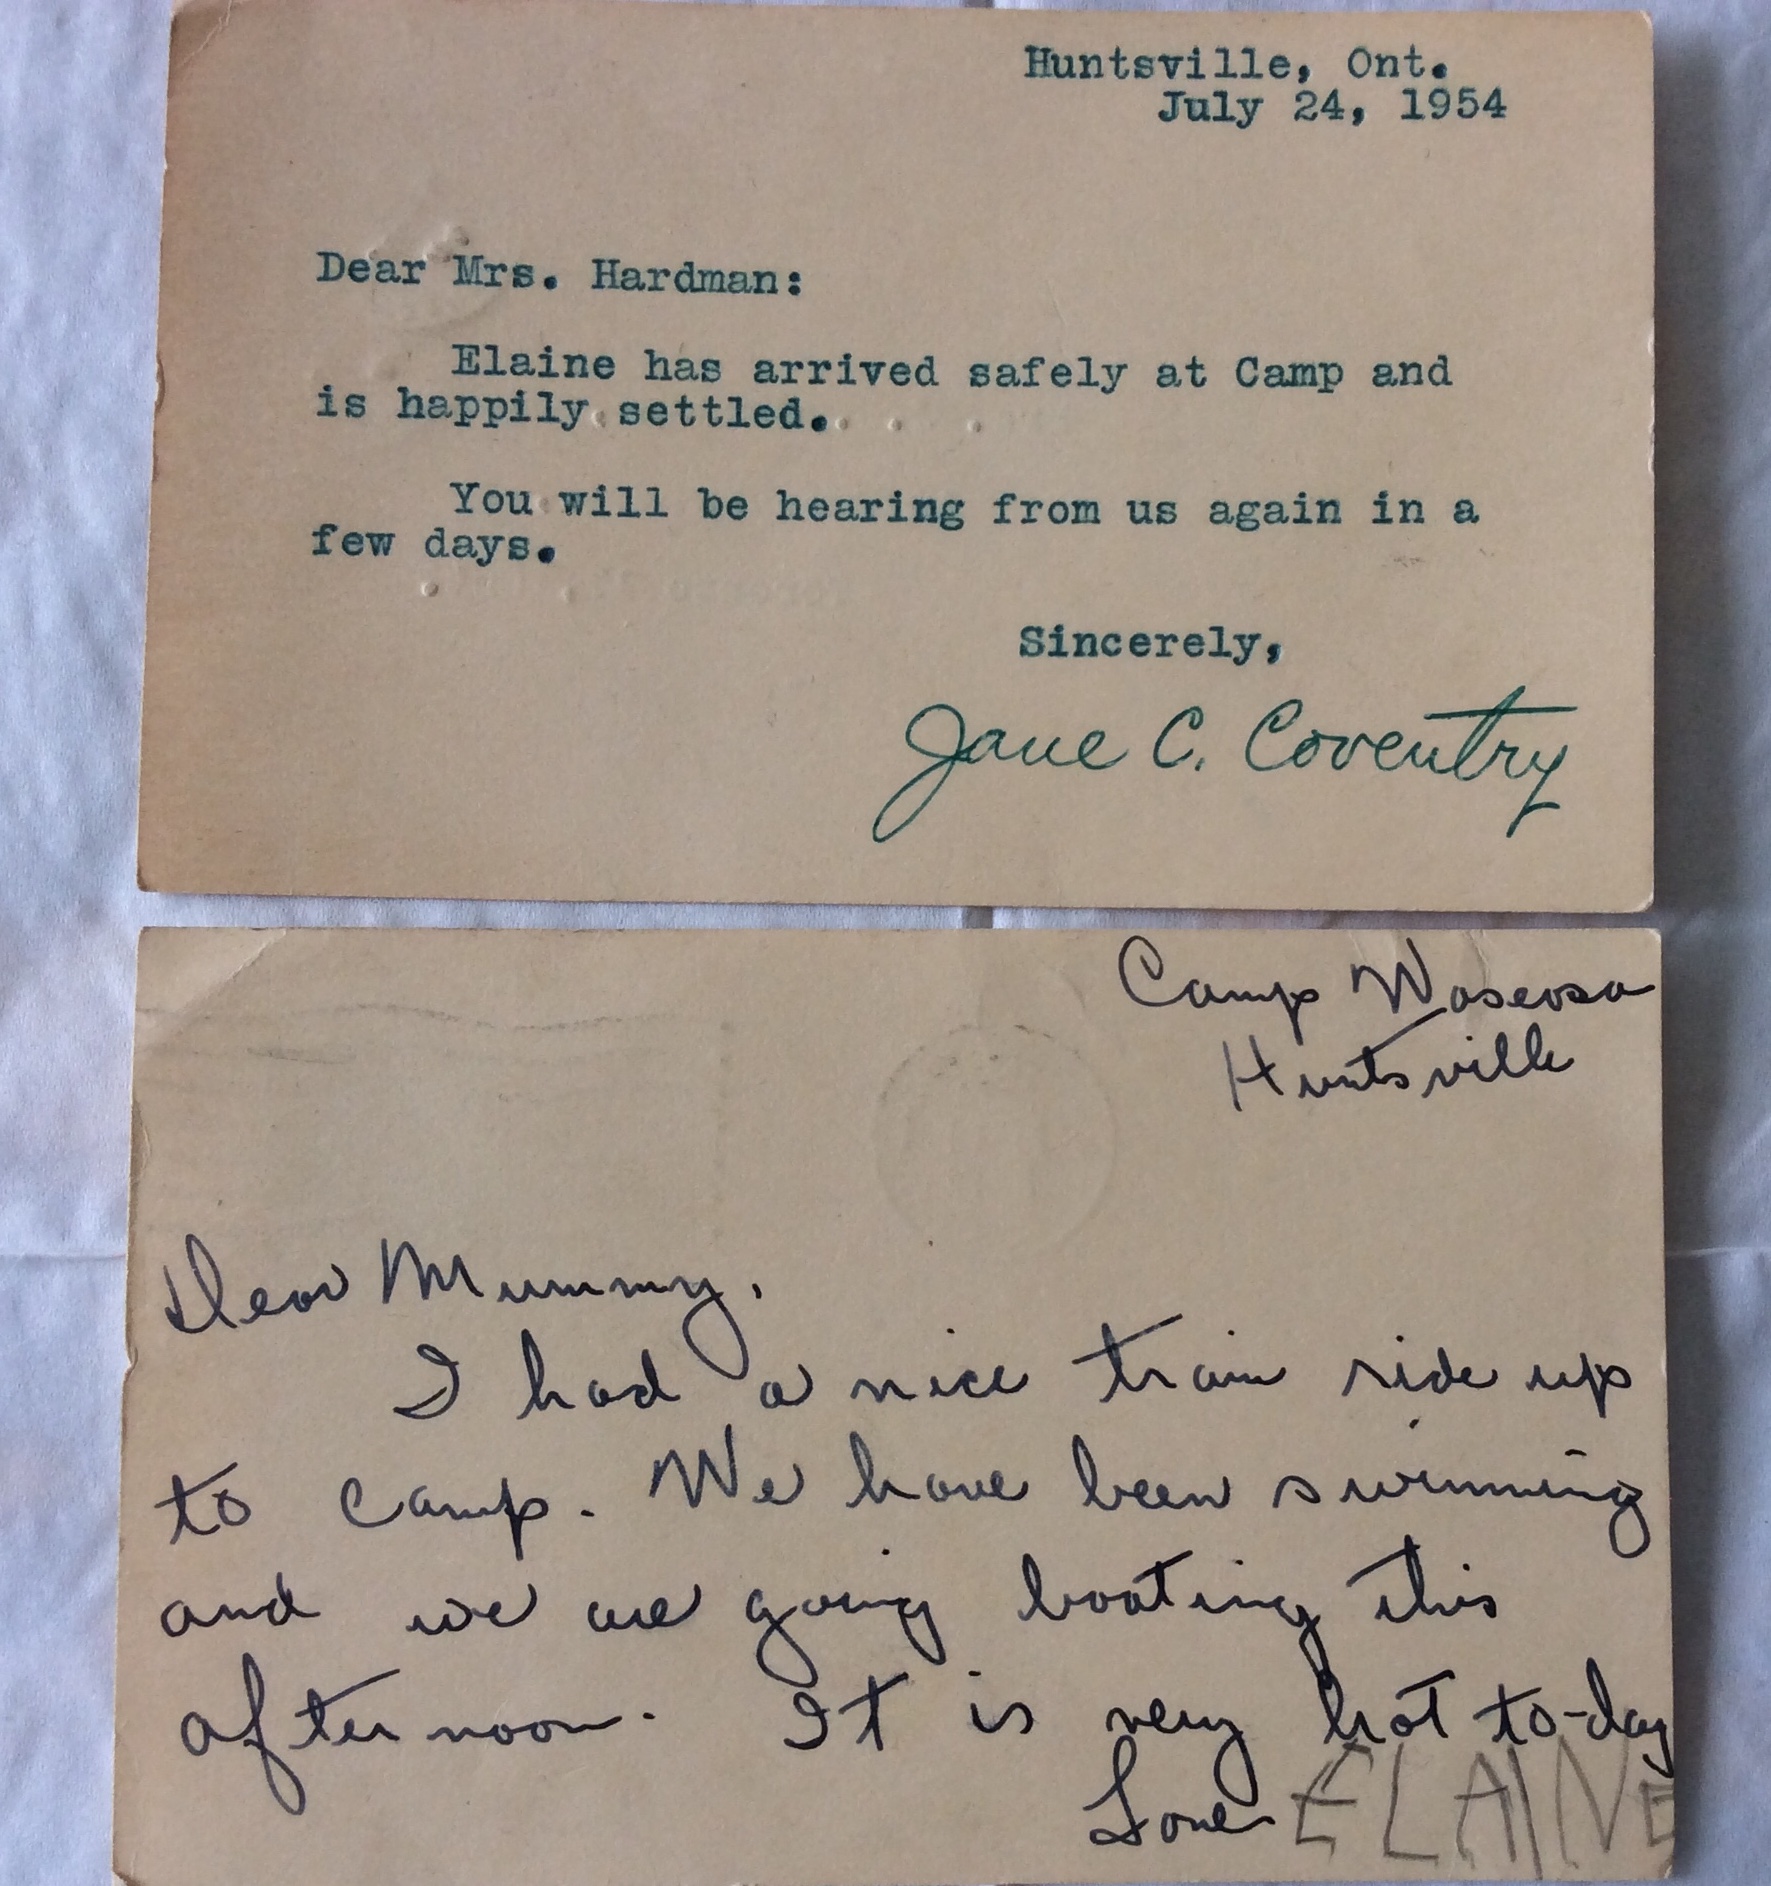 Huntsville, Ont.
July 24, 1954
Dear Mrs. Hardman:
Elaine has arrived safely at Camp and
is happily settled.
You will be hearing from us again in a
few days.
Sincerely,
Jane C. Coventry
Camp Waseosa
Huntsville
Dear Mummy,
I had a nice train ride up
to camp. We have been swimming
and we are going boating this
afternoon. It is very hot to-day
Love ELAINE